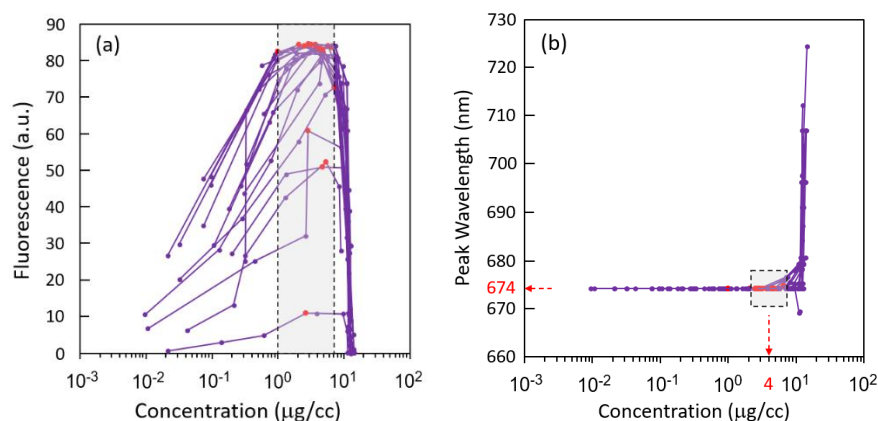 (a)
Fluorescence (a.u.)
90
80
70
60
50
40
30
20
10
0
10-3 10-2 10-1 100 101 102
Concentration (μg/cc)
(b)
Peak Wavelength (nm)
730
720
710
700
690
680
674
670
660
10-3 10-2 10-1 100 4 101 102
Concentration (μg/cc)